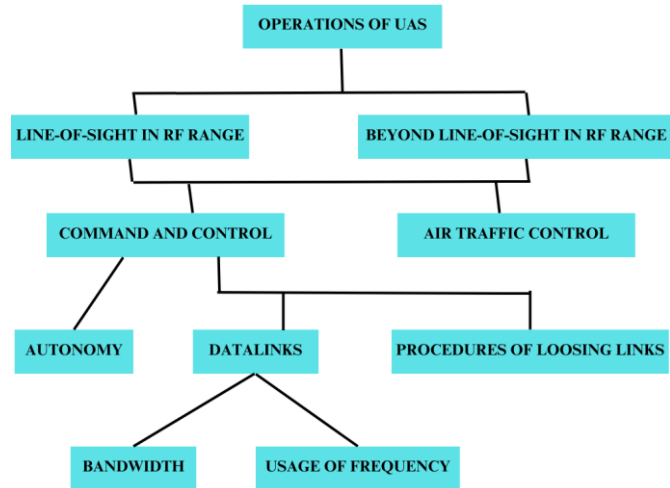 OPERATIONS OF UAS
LINE-OF-SIGHT IN RF RANGE
BEYOND LINE-OF-SIGHT IN RF RANGE
COMMAND AND CONTROL
AIR TRAFFIC CONTROL
AUTONOMY
DATALINKS
PROCEDURES OF LOOSING LINKS
BANDWIDTH
USAGE OF FREQUENCY